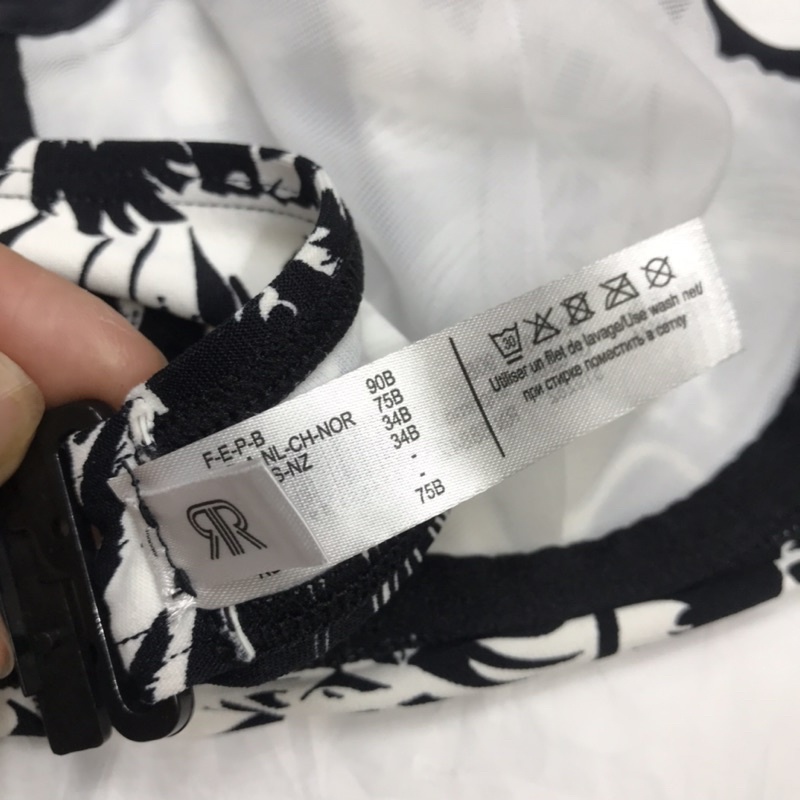 F-E-P-B 90B
NL-CH-NOR 75B
S-NZ 34B
34B
-
-
75B
30
Utiliser un filet de lavage/Use wash net/
при стирке поместить в сетку